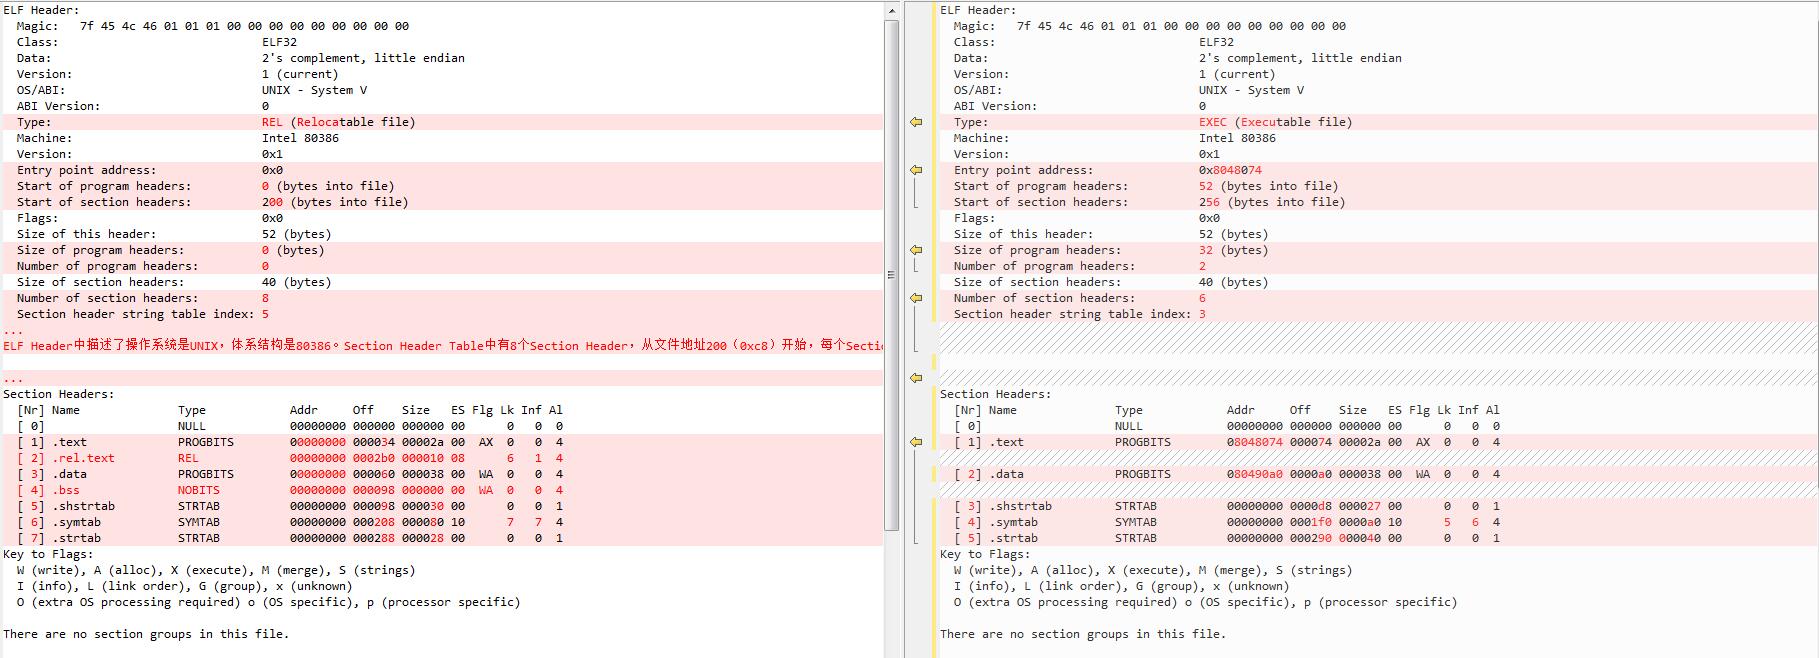 ELF Header:
  Magic:   7f 45 4c 46 01 01 01 00 00 00 00 00 00 00 00 00
  Class:                             ELF32
  Data:                              2's complement, little endian
  Version:                           1 (current)
  OS/ABI:                            UNIX - System V
  ABI Version:                       0
  Type:                              REL (Relocatable file)
  Machine:                           Intel 80386
  Version:                           0x1
  Entry point address:               0x0
  Start of program headers:          0 (bytes into file)
  Start of section headers:          200 (bytes into file)
  Flags:                             0x0
  Size of this header:               52 (bytes)
  Size of program headers:           0 (bytes)
  Number of program headers:         0
  Size of section headers:           40 (bytes)
  Number of section headers:         8
  Section header string table index: 5
...
ELF Header中描述了操作系统是UNIX，体系结构是80386。Section Header Table中有8个Section Header，从文件地址200（0xc8）开始，每个Secti
...
Section Headers:
  [Nr] Name              Type            Addr     Off    Size   ES Flg Lk Inf Al
  [ 0]                   NULL            00000000 000000 000000 00      0   0  0
  [ 1] .text             PROGBITS        00000000 000034 00002a 00  AX  0   0  4
  [ 2] .rel.text         REL             00000000 0002b0 000010 08      6   1  4
  [ 3] .data             PROGBITS        00000000 000060 000038 00  WA  0   0  4
  [ 4] .bss              NOBITS          00000000 000098 000000 00  WA  0   0  4
  [ 5] .shstrtab         STRTAB          00000000 000098 000030 00      0   0  1
  [ 6] .symtab           SYMTAB          00000000 000208 000080 10      7   7  4
  [ 7] .strtab           STRTAB          00000000 000288 000028 00      0   0  1
Key to Flags:
  W (write), A (alloc), X (execute), M (merge), S (strings)
  I (info), L (link order), G (group), x (unknown)
  O (extra OS processing required) o (OS specific), p (processor specific)
There are no section groups in this file.
ELF Header:
  Magic:   7f 45 4c 46 01 01 01 00 00 00 00 00 00 00 00 00
  Class:                             ELF32
  Data:                              2's complement, little endian
  Version:                           1 (current)
  OS/ABI:                            UNIX - System V
  ABI Version:                       0
  Type:                              EXEC (Executable file)
  Machine:                           Intel 80386
  Version:                           0x1
  Entry point address:               0x8048074
  Start of program headers:          52 (bytes into file)
  Start of section headers:          256 (bytes into file)
  Flags:                             0x0
  Size of this header:               52 (bytes)
  Size of program headers:           32 (bytes)
  Number of program headers:         2
  Size of section headers:           40 (bytes)
  Number of section headers:         6
  Section header string table index: 3
Section Headers:
  [Nr] Name              Type            Addr     Off    Size   ES Flg Lk Inf Al
  [ 0]                   NULL            00000000 000000 000000 00      0   0  0
  [ 1] .text             PROGBITS        08048074 000074 00002a 00  AX  0   0  4
  [ 2] .data             PROGBITS        080490a0 0000a0 000038 00  WA  0   0  4
  [ 3] .shstrtab         STRTAB          00000000 0000d8 000027 00      0   0  1
  [ 4] .symtab           SYMTAB          00000000 0001f0 0000a0 10      5   6  4
  [ 5] .strtab           STRTAB          00000000 000290 000040 00      0   0  1
Key to Flags:
  W (write), A (alloc), X (execute), M (merge), S (strings)
  I (info), L (link order), G (group), x (unknown)
  O (extra OS processing required) o (OS specific), p (processor specific)
There are no section groups in this file.